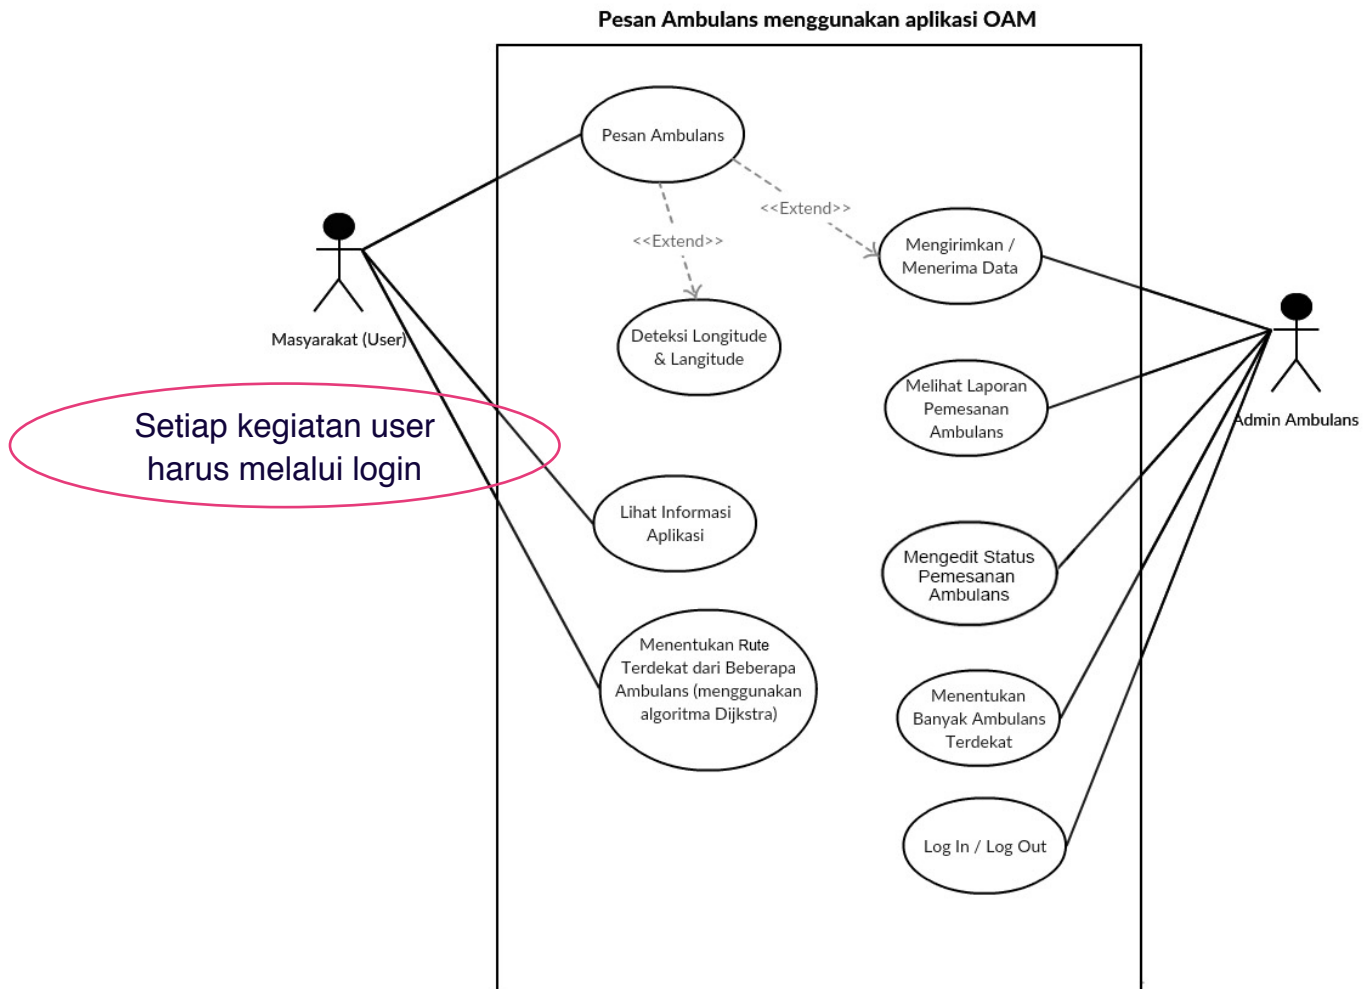 Pesan Ambulans menggunakan aplikasi OAM
Pesan Ambulans
<<Extend>>
<<Extend>>
Mengirimkan /
Menerima Data
Masyarakat (User)
Deteksi Longitude
& Langitude
Melihat Laporan
Pemesanan
Ambulans
Admin Ambulans
Setiap kegiatan user
harus melalui login
Lihat Informasi
Aplikasi
Mengedit Status
Pemesanan
Ambulans
Menentukan Rute
Terdekat dari Beberapa
Ambulans (menggunakan
algoritma Dijkstra)
Menentukan
Banyak Ambulans
Terdekat
Log In / Log Out